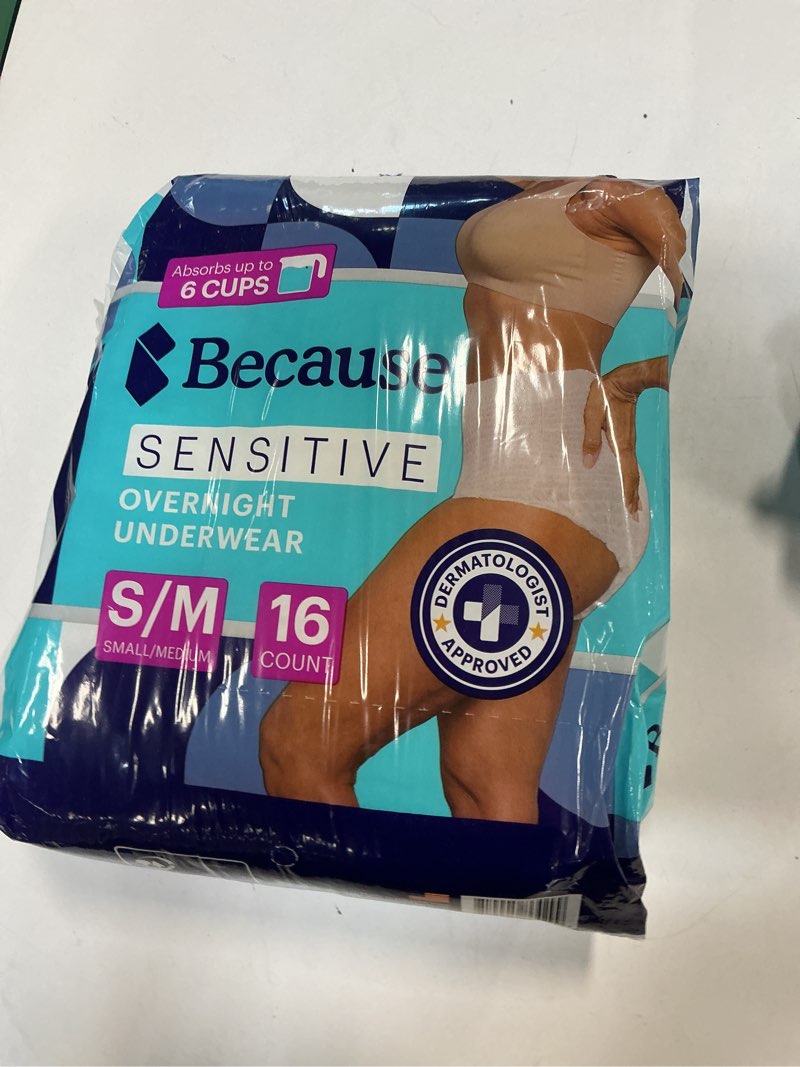 Absorbs up to
6 CUPS
Because
SENSITIVE
OVERNIGHT
UNDERWEAR
S/M
SMALL/MEDIUM
16
COUNT
DERMATOLOGIST
APPROVED